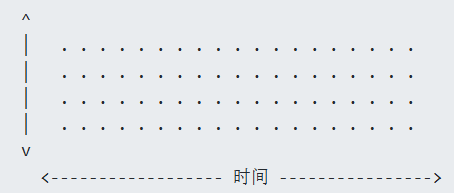 ^
| . . . . . . . . . . . . . . . . . . .
| . . . . . . . . . . . . . . . . . . .
| . . . . . . . . . . . . . . . . . . .
| . . . . . . . . . . . . . . . . . . .
v
<------------------ 时间 ---------------->